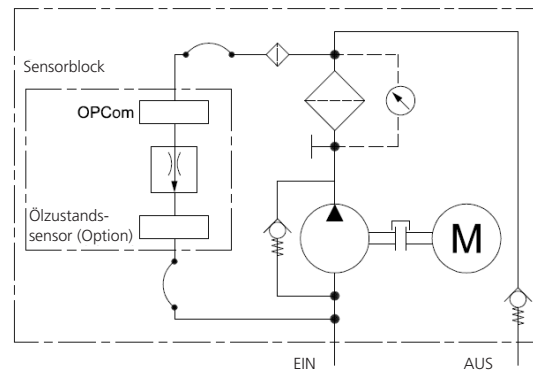 Sensorblock
OPCom
Ölzustands-
sensor (Option)
M
EIN
AUS